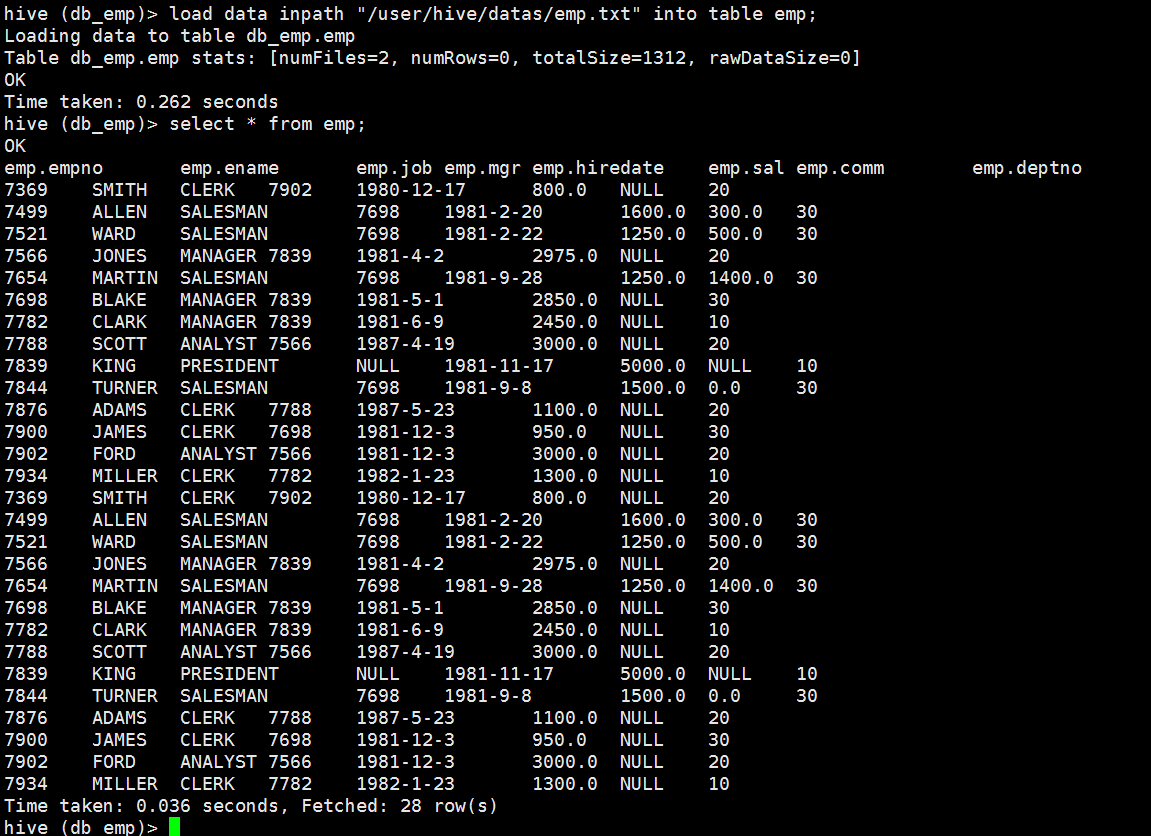 hive (db_emp)> load data inpath "/user/hive/datas/emp.txt" into table emp;
Loading data to table db_emp.emp
Table db_emp.emp stats: [numFiles=2, numRows=0, totalSize=1312, rawDataSize=0]
OK
Time taken: 0.262 seconds
hive (db_emp)> select * from emp;
OK
emp.empno emp.ename emp.job emp.mgr emp.hiredate emp.sal emp.comm emp.deptno
7369 SMITH CLERK 7902 1980-12-17 800.0 NULL 20
7499 ALLEN SALESMAN 7698 1981-2-20 1600.0 300.0 30
7521 WARD SALESMAN 7698 1981-2-22 1250.0 500.0 30
7566 JONES MANAGER 7839 1981-4-2 2975.0 NULL 20
7654 MARTIN SALESMAN 7698 1981-9-28 1250.0 1400.0 30
7698 BLAKE MANAGER 7839 1981-5-1 2850.0 NULL 30
7782 CLARK MANAGER 7839 1981-6-9 2450.0 NULL 10
7788 SCOTT ANALYST 7566 1987-4-19 3000.0 NULL 20
7839 KING PRESIDENT NULL 1981-11-17 5000.0 NULL 10
7844 TURNER SALESMAN 7698 1981-9-8 1500.0 0.0 30
7876 ADAMS CLERK 7788 1987-5-23 1100.0 NULL 20
7900 JAMES CLERK 7698 1981-12-3 950.0 NULL 30
7902 FORD ANALYST 7566 1981-12-3 3000.0 NULL 20
7934 MILLER CLERK 7782 1982-1-23 1300.0 NULL 10
7369 SMITH CLERK 7902 1980-12-17 800.0 NULL 20
7499 ALLEN SALESMAN 7698 1981-2-20 1600.0 300.0 30
7521 WARD SALESMAN 7698 1981-2-22 1250.0 500.0 30
7566 JONES MANAGER 7839 1981-4-2 2975.0 NULL 20
7654 MARTIN SALESMAN 7698 1981-9-28 1250.0 1400.0 30
7698 BLAKE MANAGER 7839 1981-5-1 2850.0 NULL 30
7782 CLARK MANAGER 7839 1981-6-9 2450.0 NULL 10
7788 SCOTT ANALYST 7566 1987-4-19 3000.0 NULL 20
7839 KING PRESIDENT NULL 1981-11-17 5000.0 NULL 10
7844 TURNER SALESMAN 7698 1981-9-8 1500.0 0.0 30
7876 ADAMS CLERK 7788 1987-5-23 1100.0 NULL 20
7900 JAMES CLERK 7698 1981-12-3 950.0 NULL 30
7902 FORD ANALYST 7566 1981-12-3 3000.0 NULL 20
7934 MILLER CLERK 7782 1982-1-23 1300.0 NULL 10
Time taken: 0.036 seconds, Fetched: 28 row(s)
hive (db_emp)>